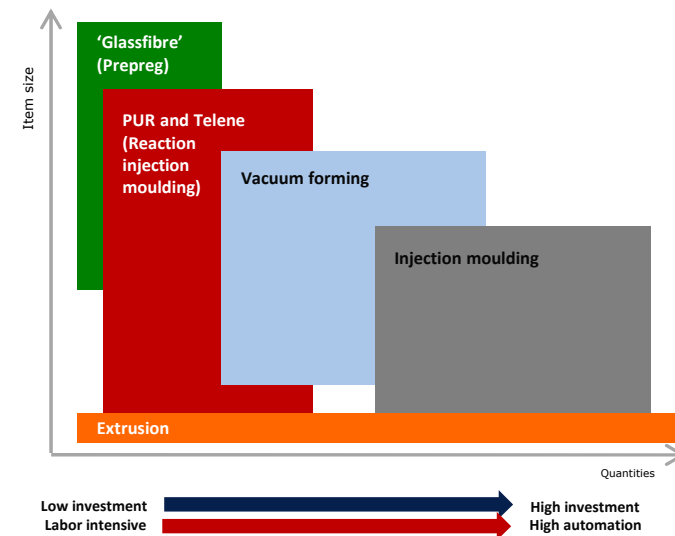 Item size
‘Glassfibre’
(Prepreg)
PUR and Telene
(Reaction
injection
moulding)
Vacuum forming
Injection moulding
Extrusion
Quantities
Low investment
High investment
Labor intensive
High automation